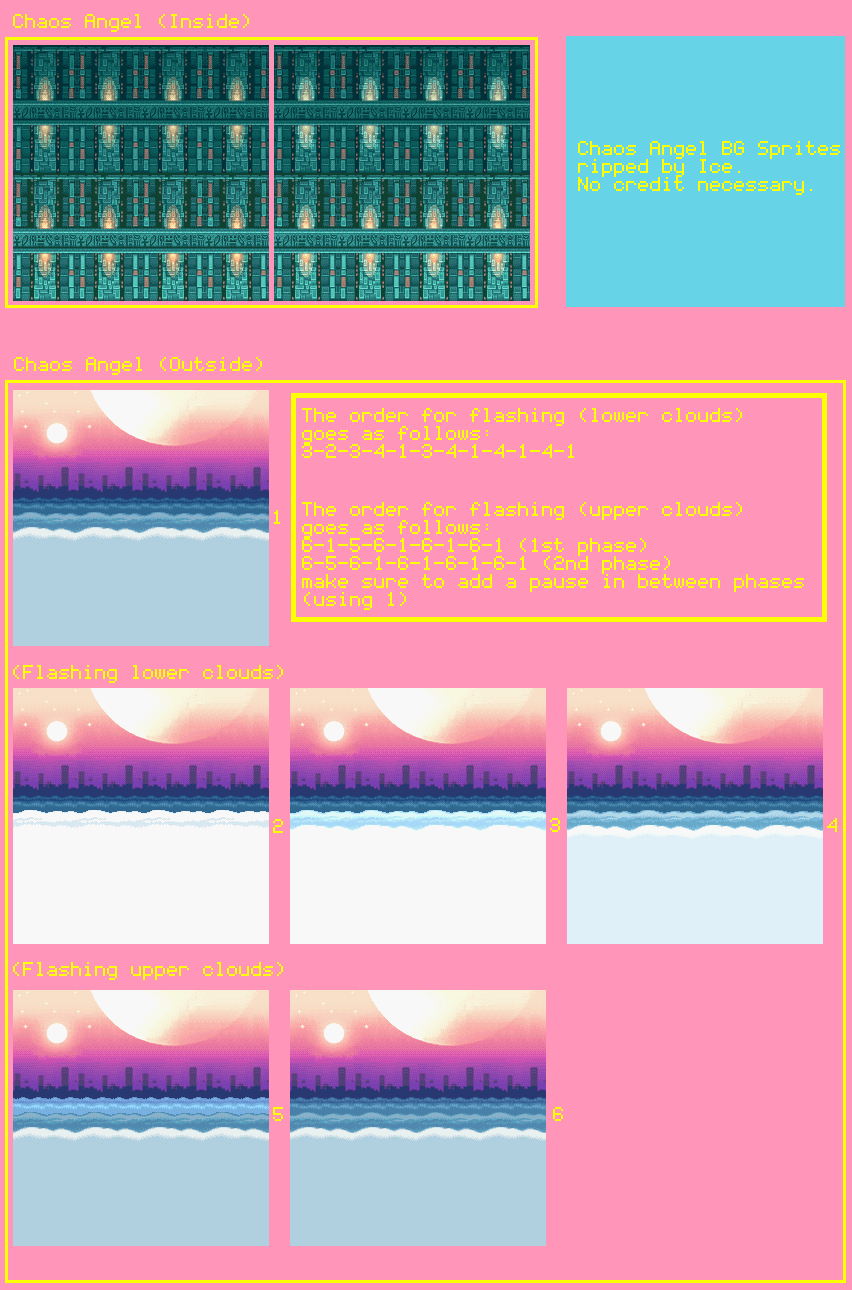 Chaos Angel (Inside)
Chaos Angel BG Sprites
ripped by Ice.
No credit necessary.
Chaos Angel (Outside)
The order for flashing (lower clouds)
goes as follows:
3-2-3-4-1-3-4-1-4-1-4-1
The order for flashing (upper clouds)
goes as follows:
6-1-5-6-1-6-1-6-1 (1st phase)
6-5-6-1-6-1-6-1-6-1 (2nd phase)
make sure to add a pause in between phases
(using 1)
1
(Flashing lower clouds)
2
3
4
(Flashing upper clouds)
5
6